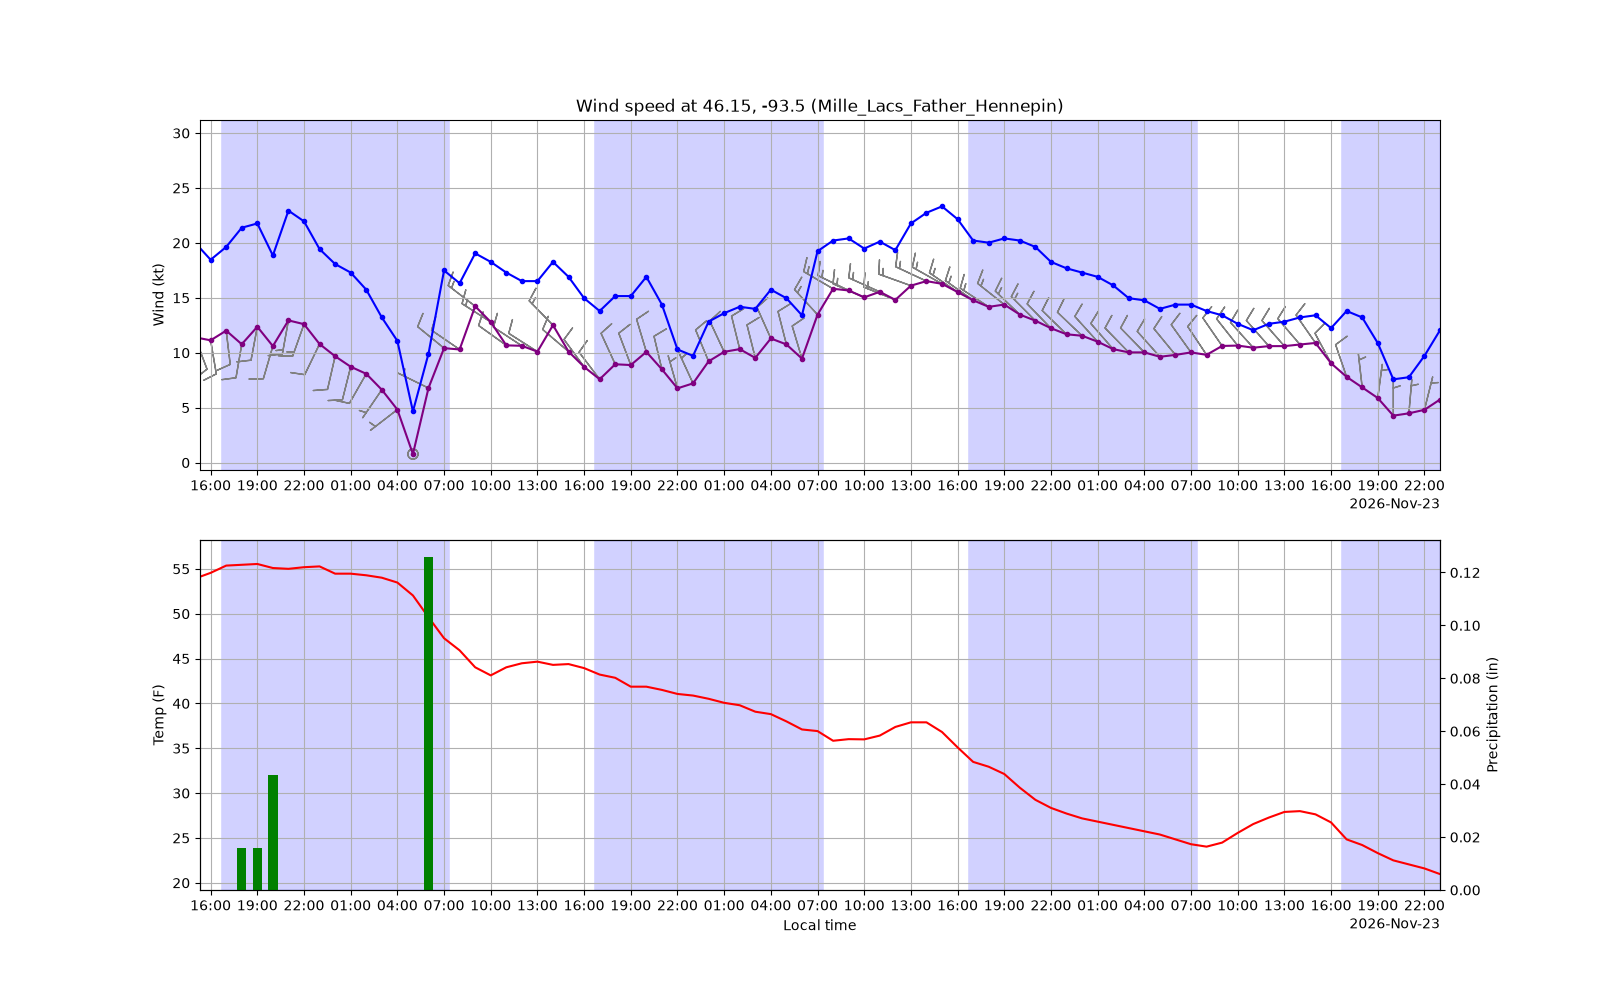 Wind speed at 46.15, -93.5 (Mille_Lacs_Father_Hennepin)
30
25
20
15
10
5
0
Wind (kt)
16:00 19:00 22:00 01:00 04:00 07:00 10:00 13:00 16:00 19:00 22:00 01:00 04:00 07:00 10:00 13:00 16:00 19:00 22:00 01:00 04:00 07:00 10:00 13:00 16:00 19:00 22:00
2026-Nov-23
55
50
45
40
35
30
25
20
Temp (F)
0.12
0.10
0.08
0.06
0.04
0.02
0.00
Precipitation (in)
16:00 19:00 22:00 01:00 04:00 07:00 10:00 13:00 16:00 19:00 22:00 01:00 04:00 07:00 10:00 13:00 16:00 19:00 22:00 01:00 04:00 07:00 10:00 13:00 16:00 19:00 22:00
Local time
2026-Nov-23